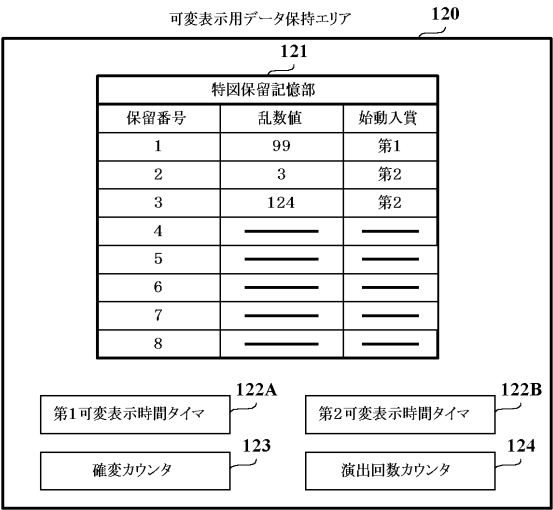 可変表示用データ保持エリア
120
121
特図保留記憶部
保留番号 乱数値 始動入賞
1 99 第1
2 3 第2
3 124 第2
4
5
6
7
8
122A
第1可変表示時間タイマ
122B
第2可変表示時間タイマ
123
確変カウンタ
124
演出回数カウンタ